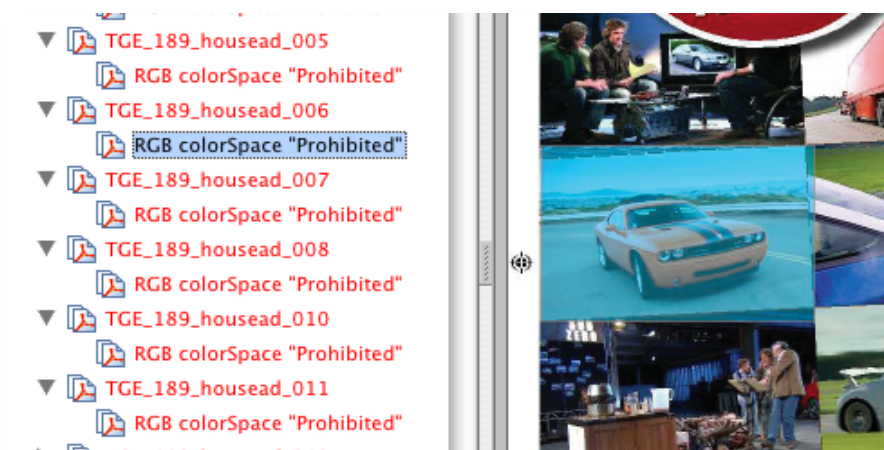 TGE_189_housead_005
RGB colorSpace "Prohibited"
TGE_189_housead_006
RGB colorSpace "Prohibited"
TGE_189_housead_007
RGB colorSpace "Prohibited"
TGE_189_housead_008
RGB colorSpace "Prohibited"
TGE_189_housead_010
RGB colorSpace "Prohibited"
TGE_189_housead_011
RGB colorSpace "Prohibited"